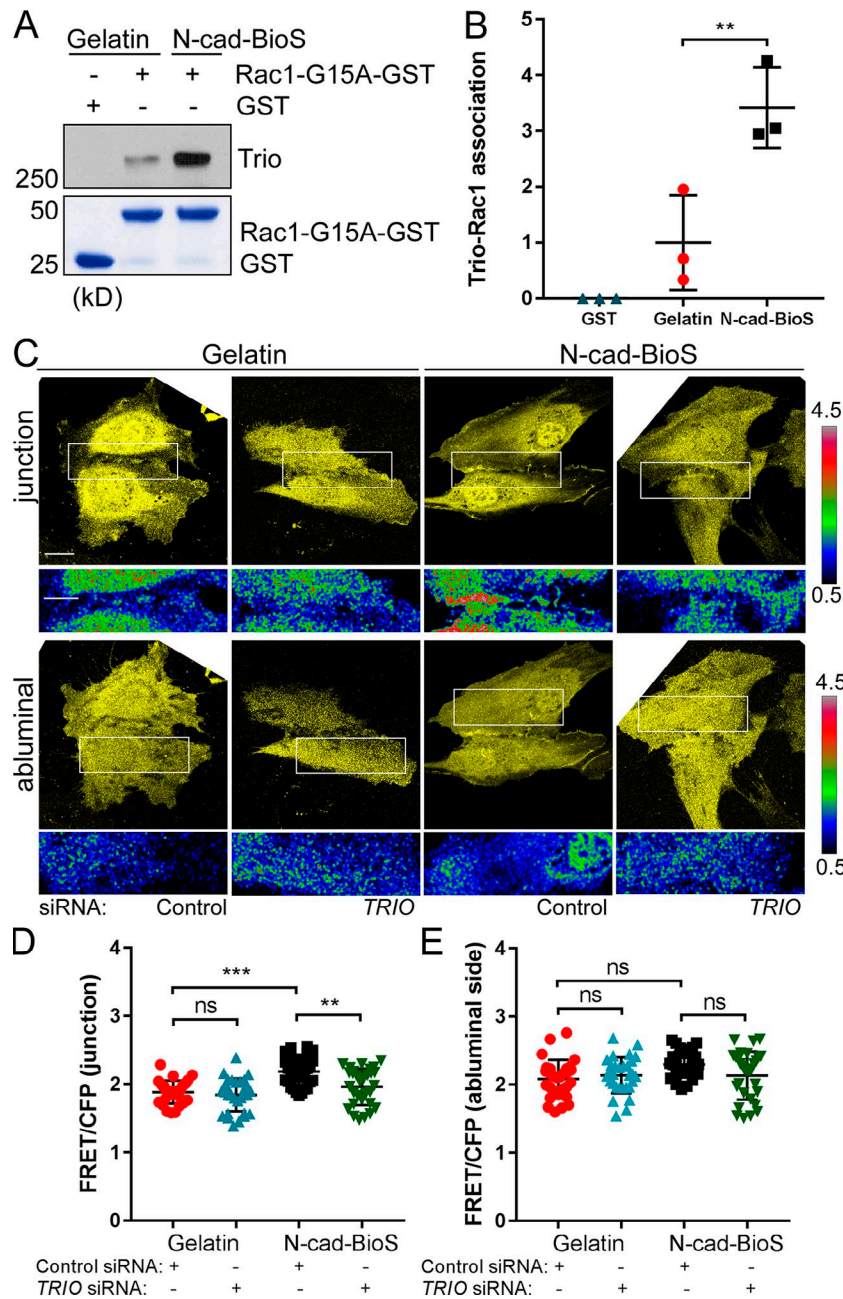 A
Gelatin N-cad-BioS
- + + Rac1-G15A-GST
+ - - GST
Trio
250
50
Rac1-G15A-GST
25 GST
(kD)
B
**
Trio-Rac1 association
5
4
3
2
1
0
GST Gelatin N-cad-BioS
C
Gelatin N-cad-BioS
junction
4.5
0.5
abluminal
4.5
0.5
siRNA: Control TRIO Control TRIO
D
FRET/CFP (junction)
4
3
2
1
0
***
ns **
Gelatin N-cad-BioS
Control siRNA: + - + -
TRIO siRNA: - + - +
E
FRET/CFP (abluminal side)
4
3
2
1
0
ns
ns ns
Gelatin N-cad-BioS
Control siRNA: + - + -
TRIO siRNA: - + - +